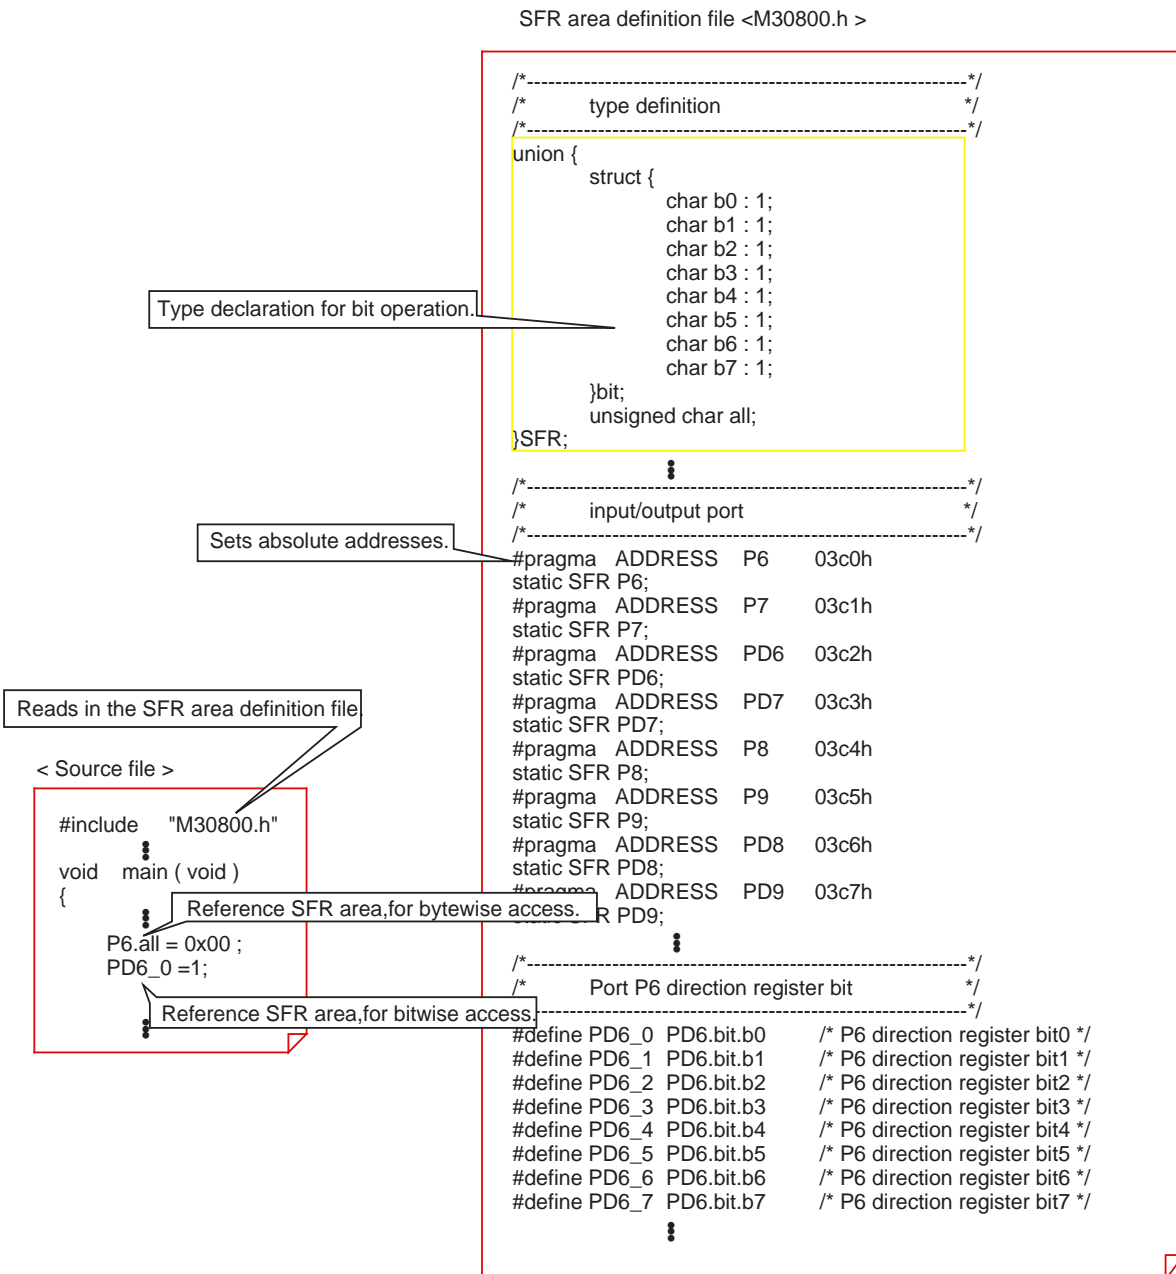 SFR area definition file <M30800.h >
/*--------------------------------------------------------------*/
/* type definition */
/*--------------------------------------------------------------*/
union {
struct {
char b0 : 1;
char b1 : 1;
char b2 : 1;
char b3 : 1;
char b4 : 1;
char b5 : 1;
char b6 : 1;
char b7 : 1;
}bit;
unsigned char all;
}SFR;
Type declaration for bit operation.
/*--------------------------------------------------------------*/
/* input/output port */
/*--------------------------------------------------------------*/
Sets absolute addresses.
#pragma ADDRESS P6 03c0h
static SFR P6;
#pragma ADDRESS P7 03c1h
static SFR P7;
#pragma ADDRESS PD6 03c2h
static SFR PD6;
#pragma ADDRESS PD7 03c3h
static SFR PD7;
#pragma ADDRESS P8 03c4h
static SFR P8;
#pragma ADDRESS P9 03c5h
static SFR P9;
#pragma ADDRESS PD8 03c6h
static SFR PD8;
#pragma ADDRESS PD9 03c7h
static SFR PD9;
/*--------------------------------------------------------------*/
/* Port P6 direction register bit */
--------------------------------------------------------------*/
#define PD6_0 PD6.bit.b0 /* P6 direction register bit0 */
#define PD6_1 PD6.bit.b1 /* P6 direction register bit1 */
#define PD6_2 PD6.bit.b2 /* P6 direction register bit2 */
#define PD6_3 PD6.bit.b3 /* P6 direction register bit3 */
#define PD6_4 PD6.bit.b4 /* P6 direction register bit4 */
#define PD6_5 PD6.bit.b5 /* P6 direction register bit5 */
#define PD6_6 PD6.bit.b6 /* P6 direction register bit6 */
#define PD6_7 PD6.bit.b7 /* P6 direction register bit7 */
Reads in the SFR area definition file.
< Source file >
#include "M30800.h"
void main ( void )
{
Reference SFR area,for bytewise access.
P6.all = 0x00 ;
PD6_0 =1;
Reference SFR area,for bitwise access.